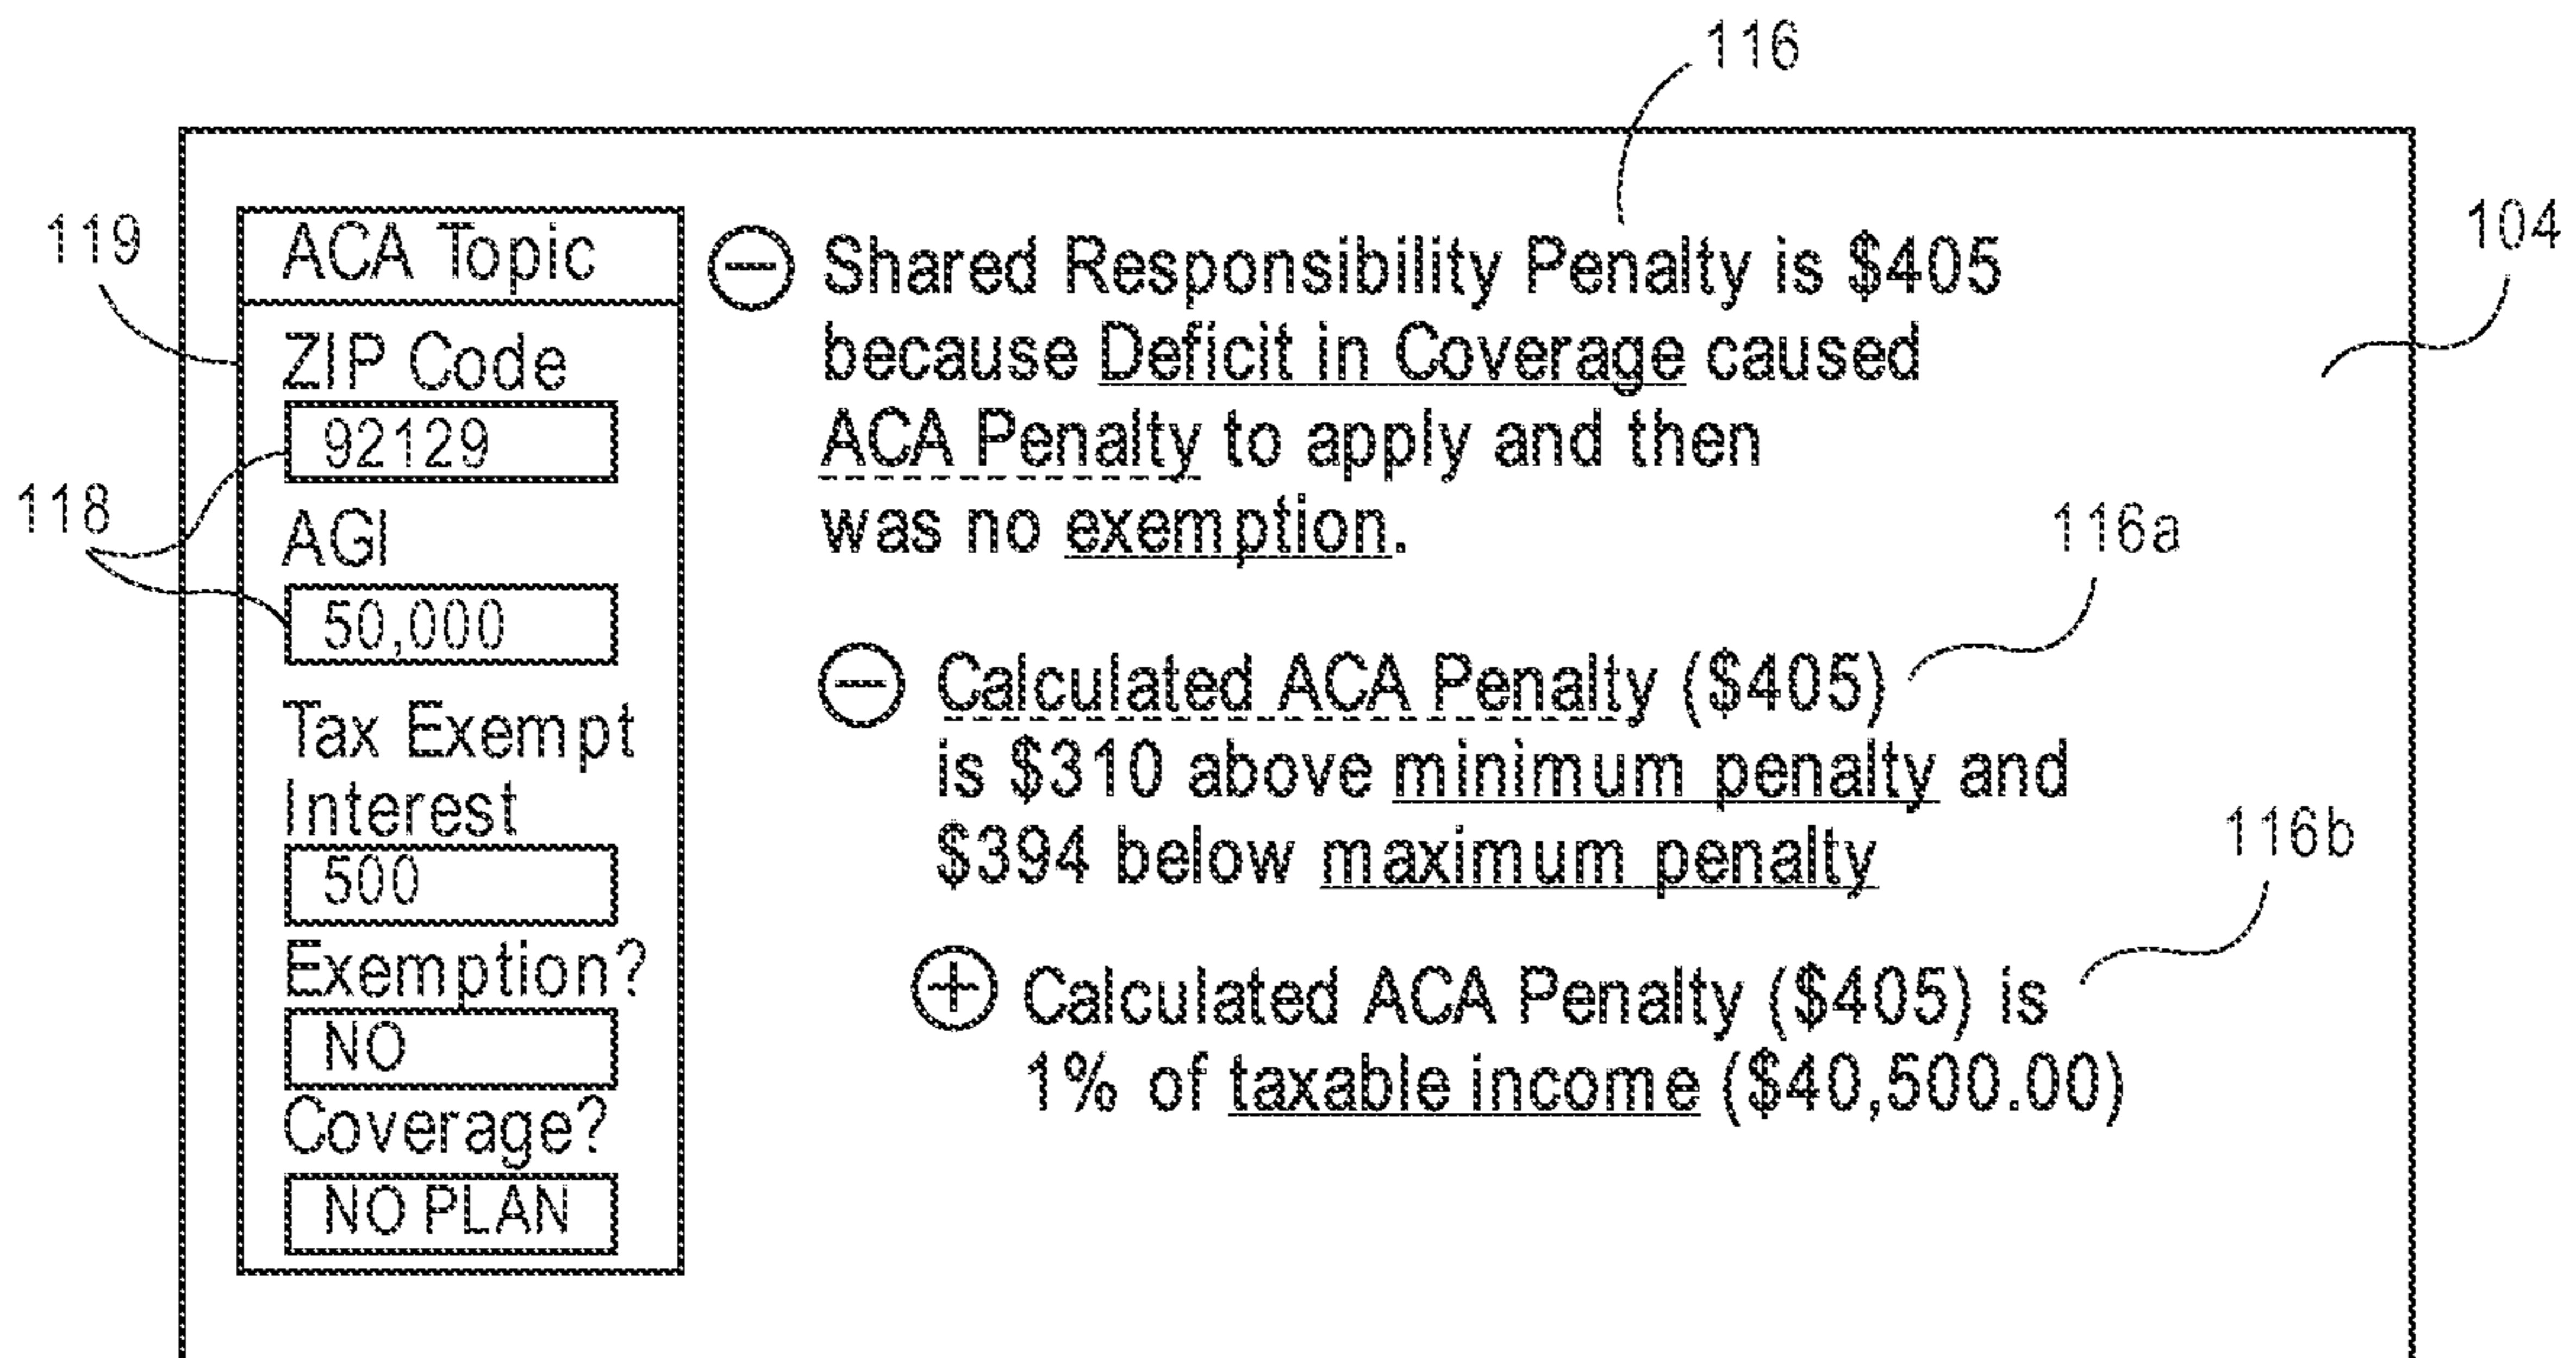 116
104
119
118
116a
116b
ACA Topic
ZIP Code
92129
AGI
50,000
Tax Exempt
Interest
500
Exemption?
NO
Coverage?
NO PLAN
Shared Responsibility Penalty is $405
because Deficit in Coverage caused
ACA Penalty to apply and then
was no exemption.
Calculated ACA Penalty ($405)
is $310 above minimum penalty and
$394 below maximum penalty
Calculated ACA Penalty ($405) is
1% of taxable income ($40,500.00)